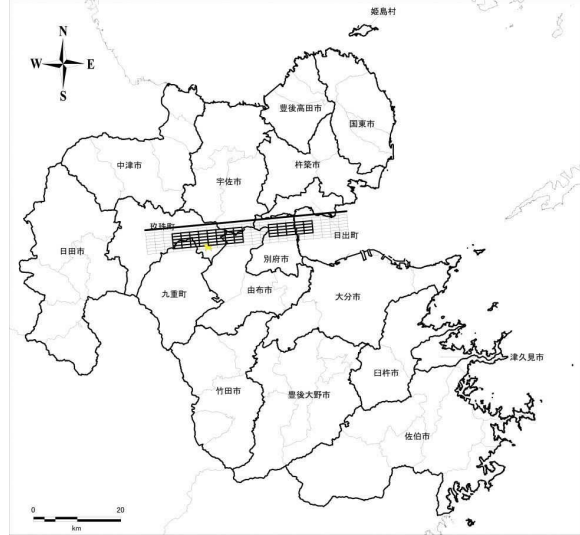 姫島村
N
W E
S
豊後高田市
国東市
中津市
杵築市
宇佐市
玖珠町
日出町
日田市
別府市
九重町
由布市
大分市
津久見市
臼杵市
竹田市
豊後大野市
佐伯市
0 20
km